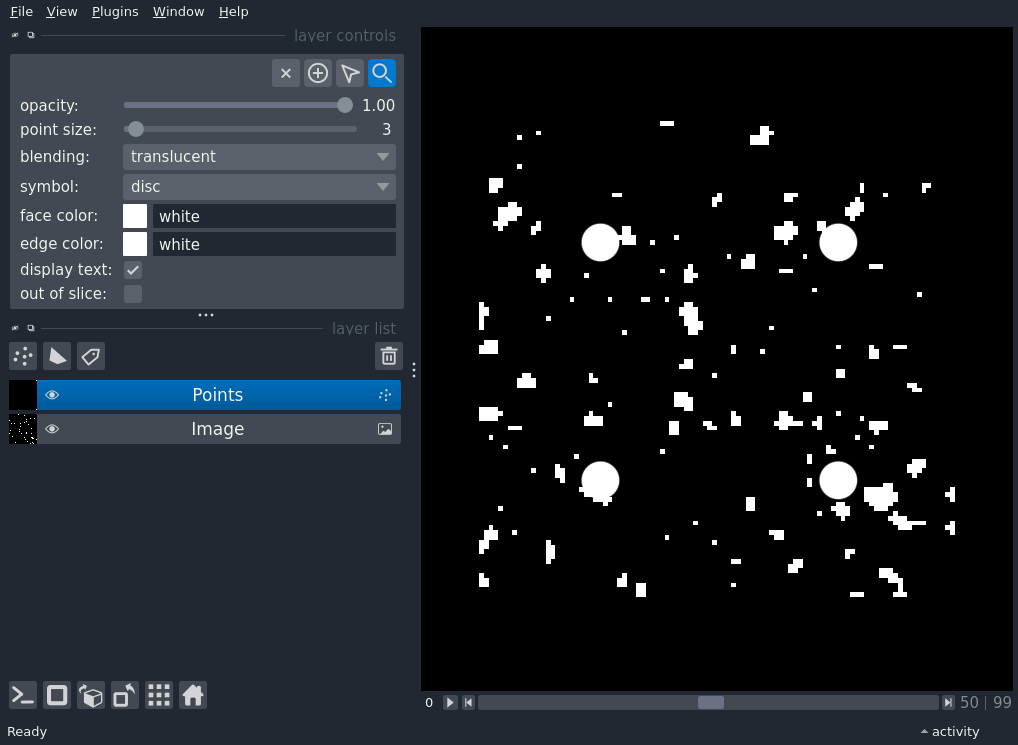 File View Plugins Window Help
layer controls
opacity: 1.00
point size: 3
blending: translucent
symbol: disc
face color: white
edge color: white
display text:
out of slice:
layer list
Points
Image
0 50 | 99
Ready activity